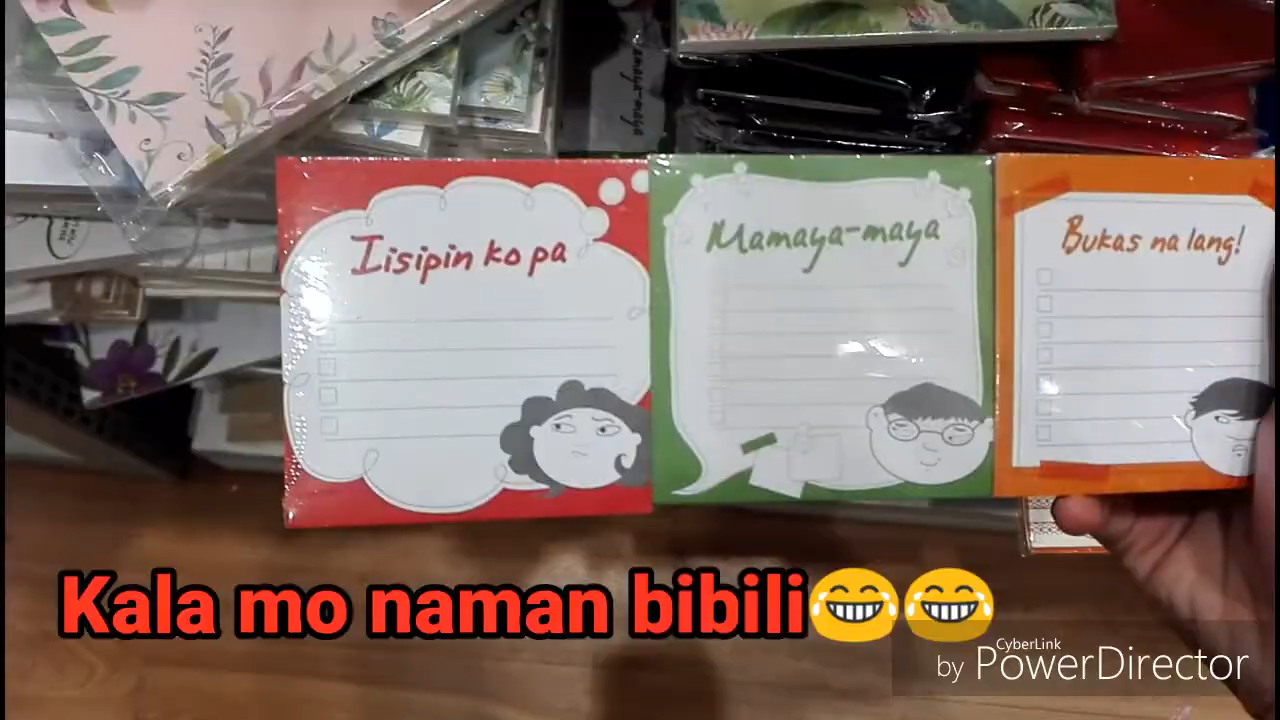 Iisipin ko pa
Mamaya-maya
Bukas na lang!
Kala mo naman bibili😂😂
CyberLink
by PowerDirector